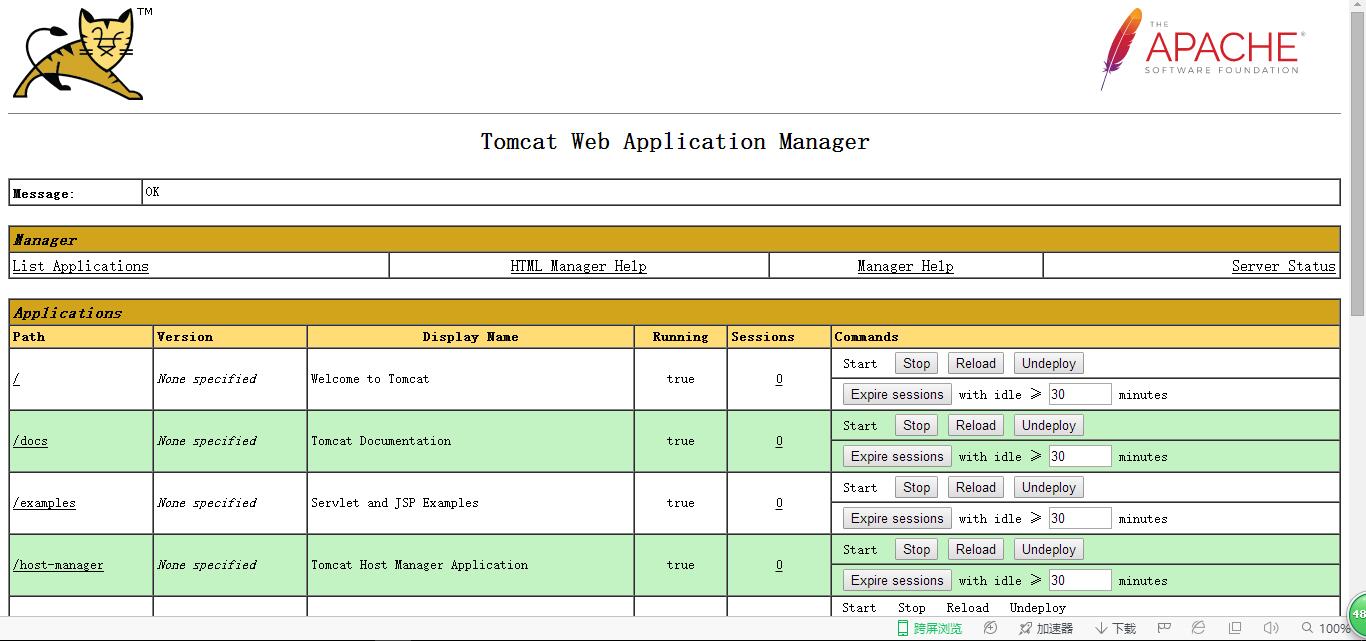 TM
THE
APACHE®
SOFTWARE FOUNDATION
Tomcat Web Application Manager
Message: OK
Manager
List Applications HTML Manager Help Manager Help Server Status
Applications
Path Version Display Name Running Sessions Commands
/ None specified Welcome to Tomcat true 0 Start Stop Reload Undeploy
Expire sessions with idle ≥ 30 minutes
/docs None specified Tomcat Documentation true 0 Start Stop Reload Undeploy
Expire sessions with idle ≥ 30 minutes
/examples None specified Servlet and JSP Examples true 0 Start Stop Reload Undeploy
Expire sessions with idle ≥ 30 minutes
/host-manager None specified Tomcat Host Manager Application true 0 Start Stop Reload Undeploy
Expire sessions with idle ≥ 30 minutes
Start Stop Reload Undeploy
48
跨屏浏览 加速器 下载 100%